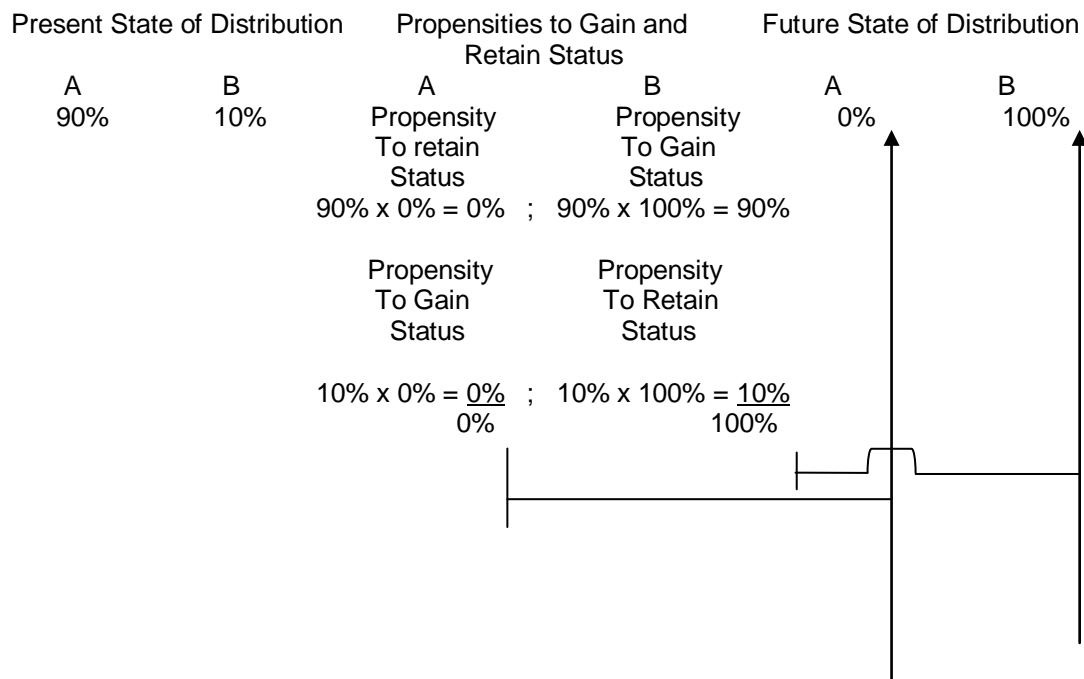 Present State of Distribution Propensities to Gain and Future State of Distribution
Retain Status
A B A B A B
90% 10% Propensity Propensity 0% 100%
To retain To Gain
Status Status
90% x 0% = 0% ; 90% x 100% = 90%
Propensity Propensity
To Gain To Retain
Status Status
10% x 0% = 0% ; 10% x 100% = 10%
0% 100%